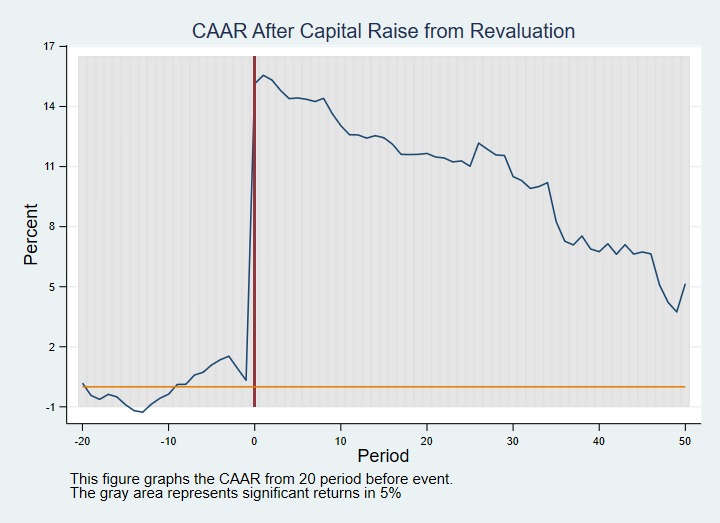 CAAR After Capital Raise from Revaluation
17
14
11
8
5
2
-1
Percent
-20 -10 0 10 20 30 40 50
Period
This figure graphs the CAAR from 20 period before event.
The gray area represents significant returns in 5%